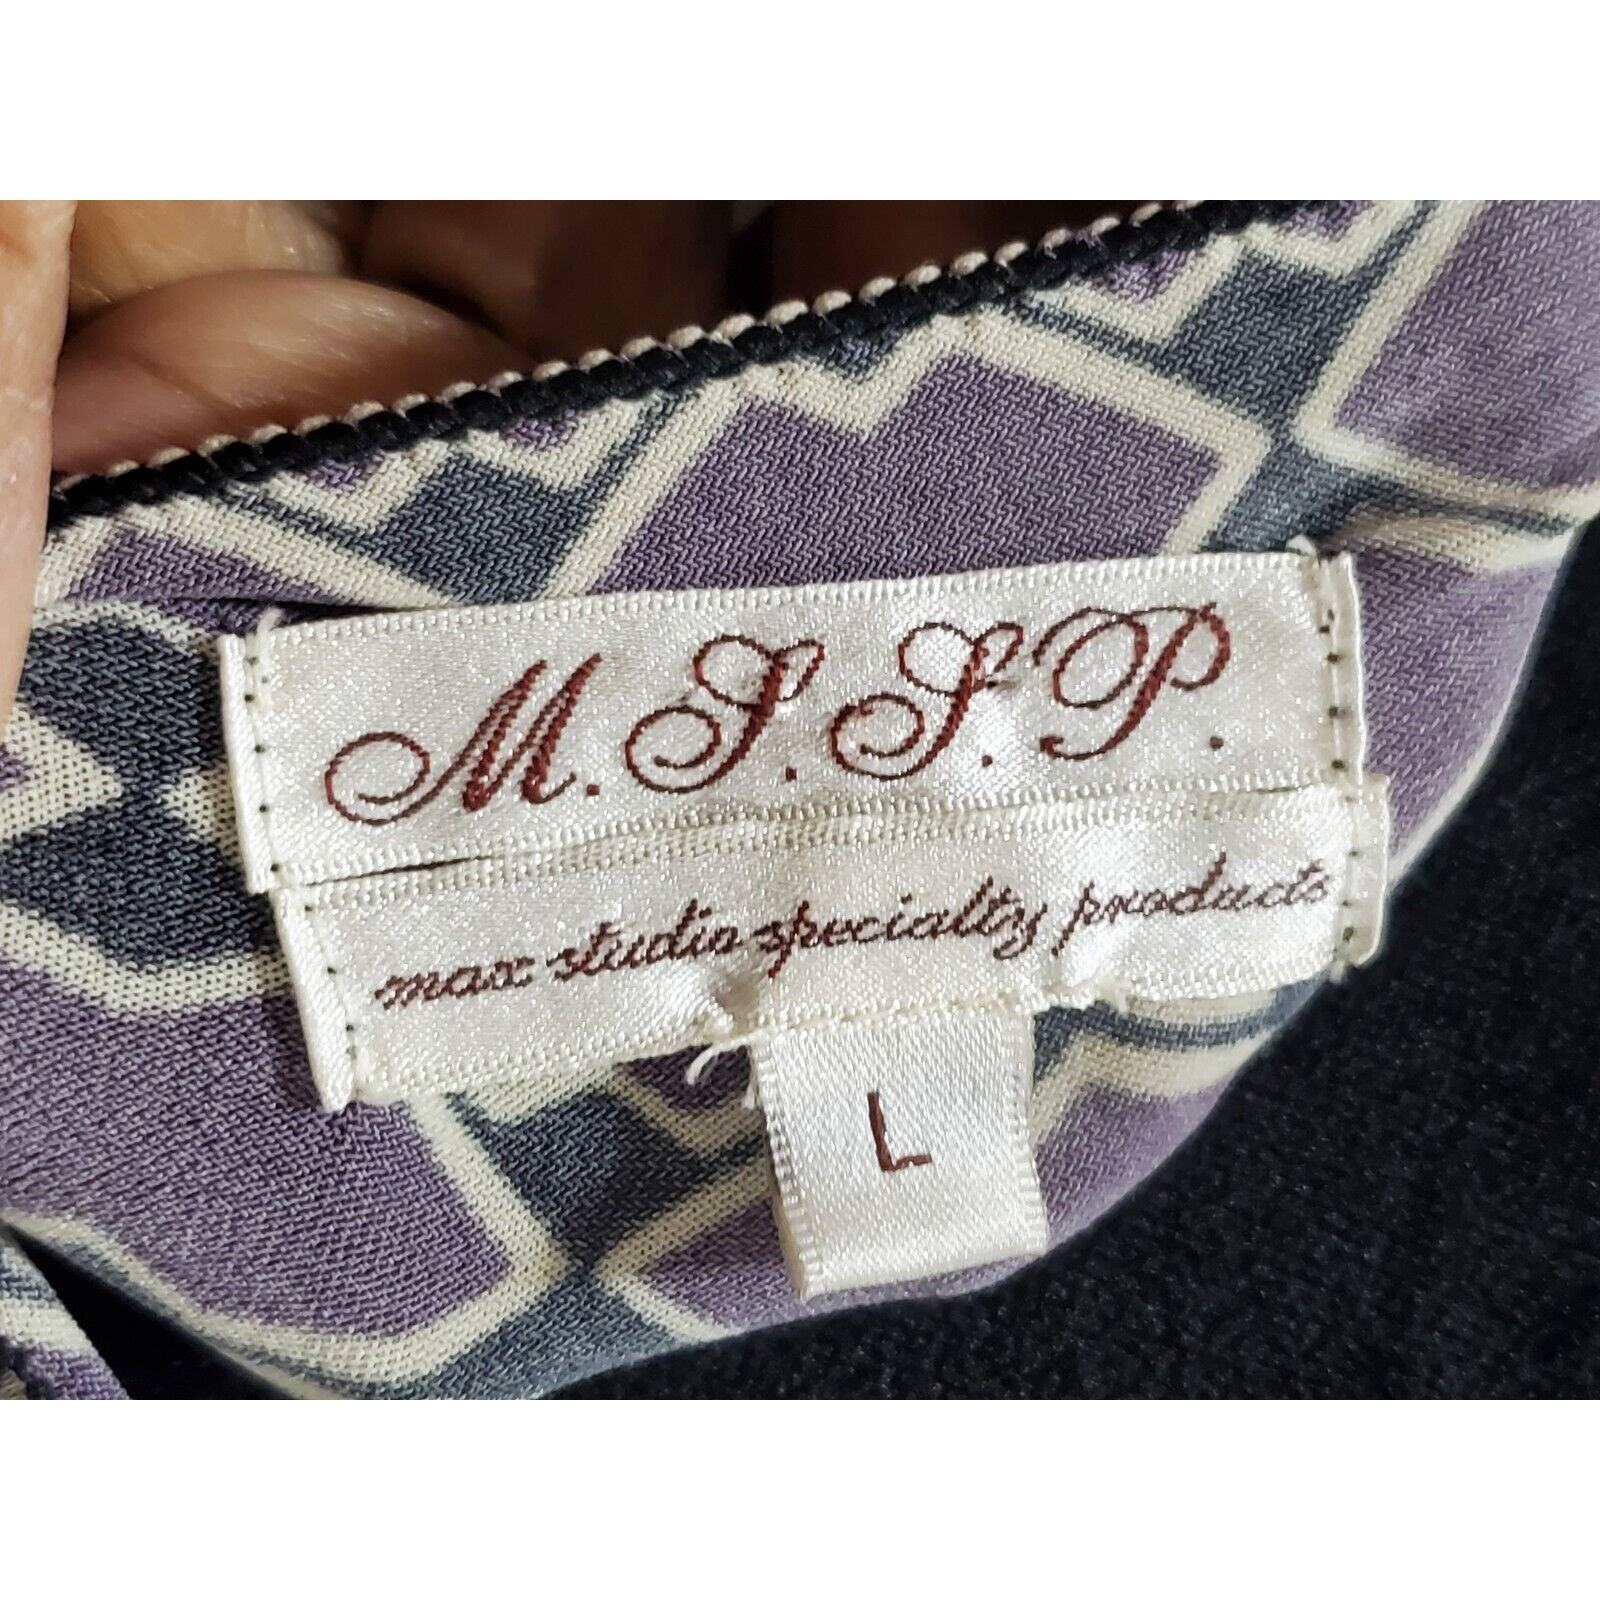 M.S.S.P.
max studio specialty products
L